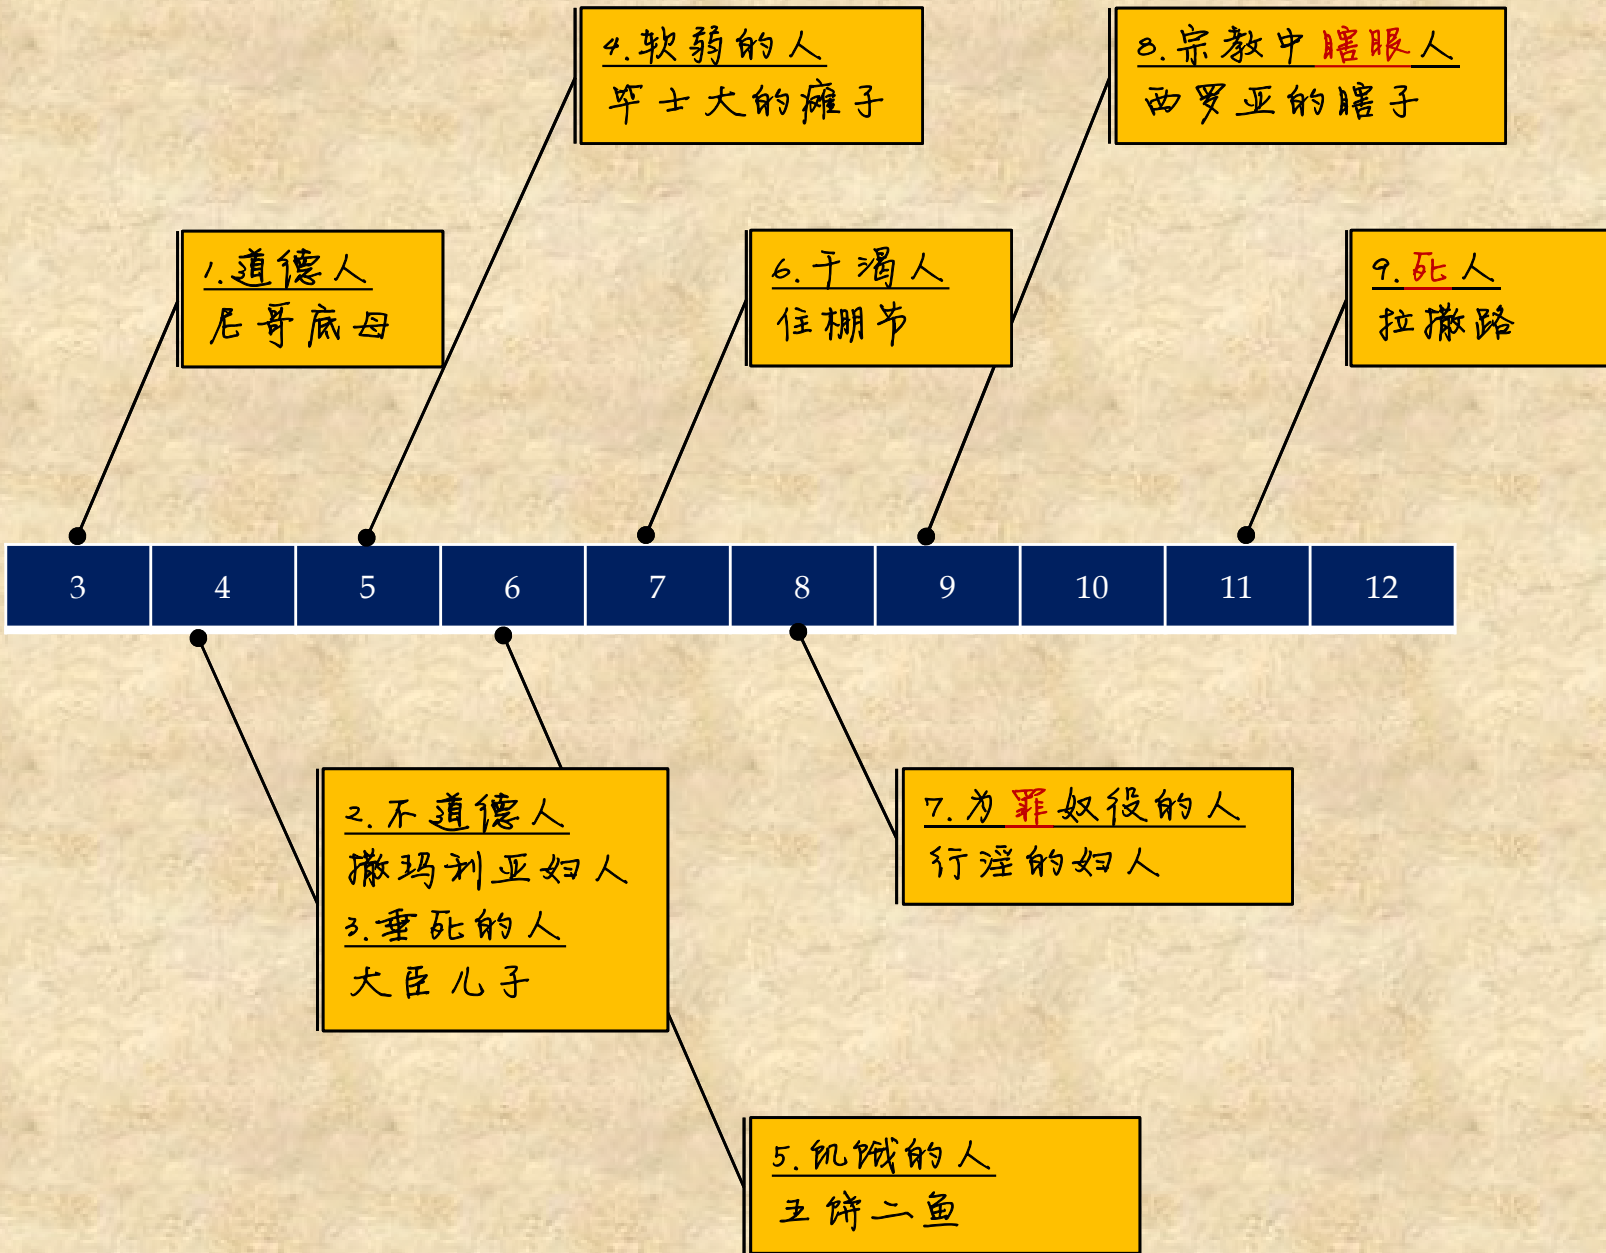 4.软弱的人
毕士大的瘫子
8.宗教中瞎眼人
西罗亚的瞎子
1.道德人
尼哥底母
6.干渴人
住棚节
9.死人
拉撒路
3 4 5 6 7 8 9 10 11 12
2.不道德人
撒玛利亚妇人
3.垂死的人
大臣儿子
7.为罪奴役的人
行淫的妇人
5.饥饿的人
五饼二鱼